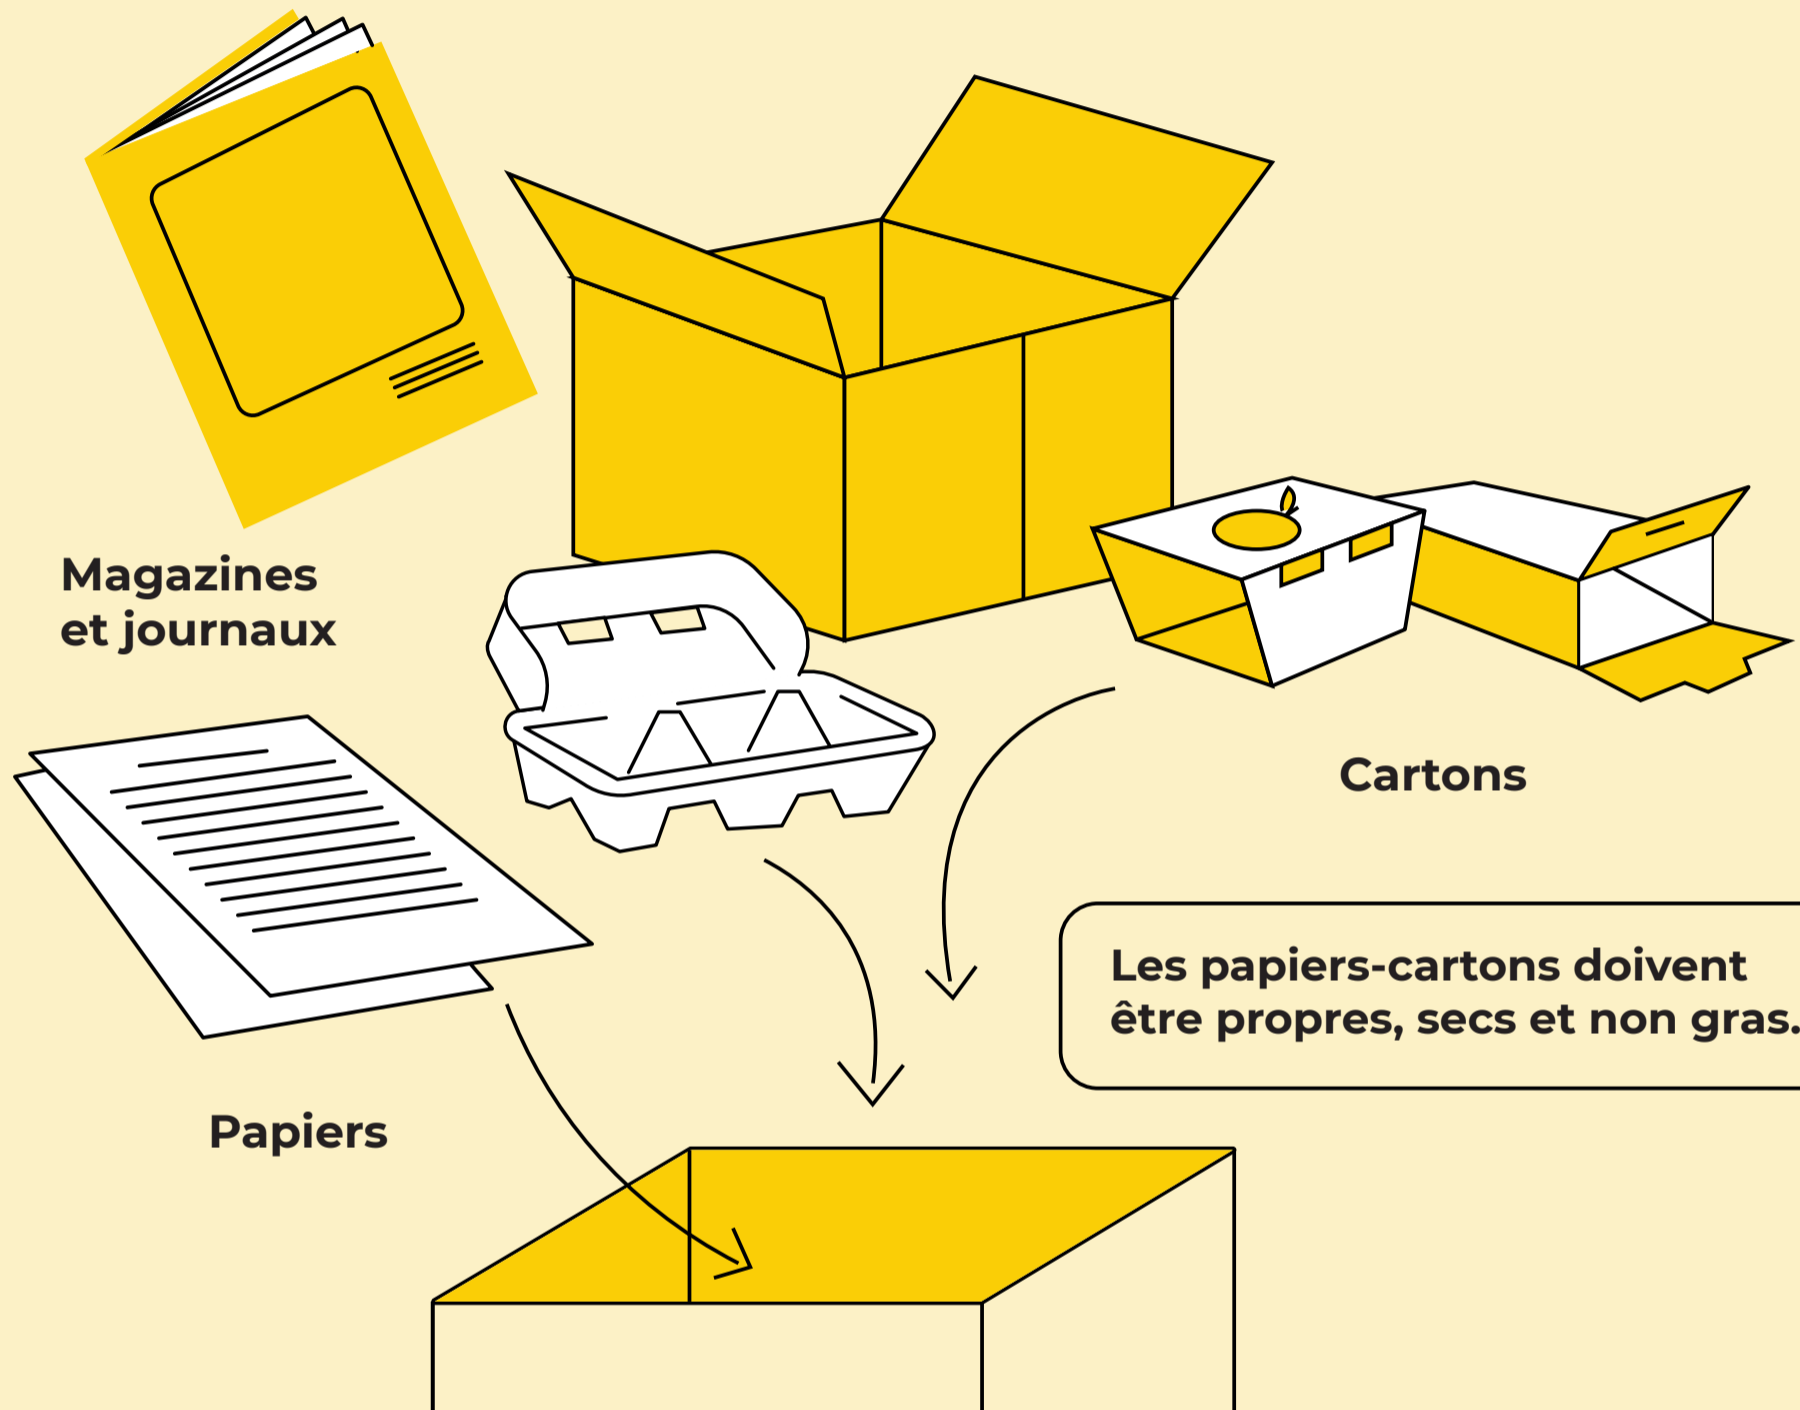 Magazines
et journaux
Cartons
Les papiers-cartons doivent
être propres, secs et non gras.
Papiers